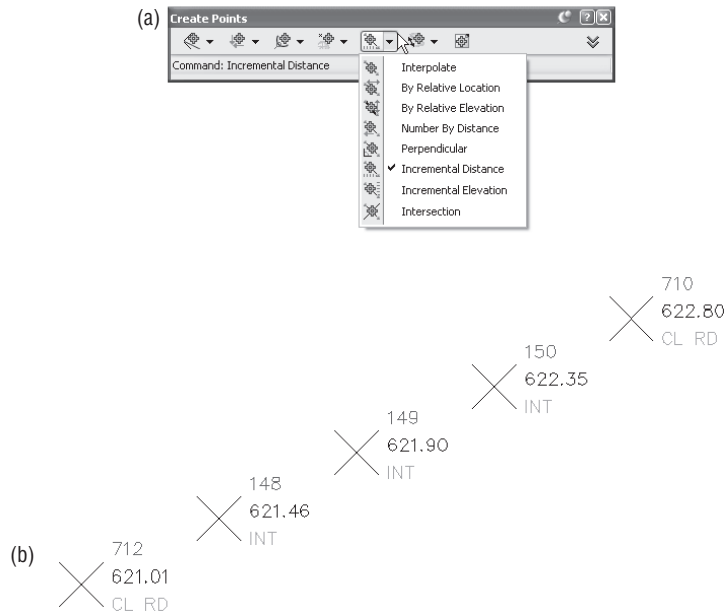 (a)
Create Points
Command: Incremental Distance
Interpolate
By Relative Location
By Relative Elevation
Number By Distance
Perpendicular
Incremental Distance
Incremental Elevation
Intersection
710
622.80
CL RD
150
622.35
INT
149
621.90
INT
148
621.46
INT
(b)
712
621.01
CL RD